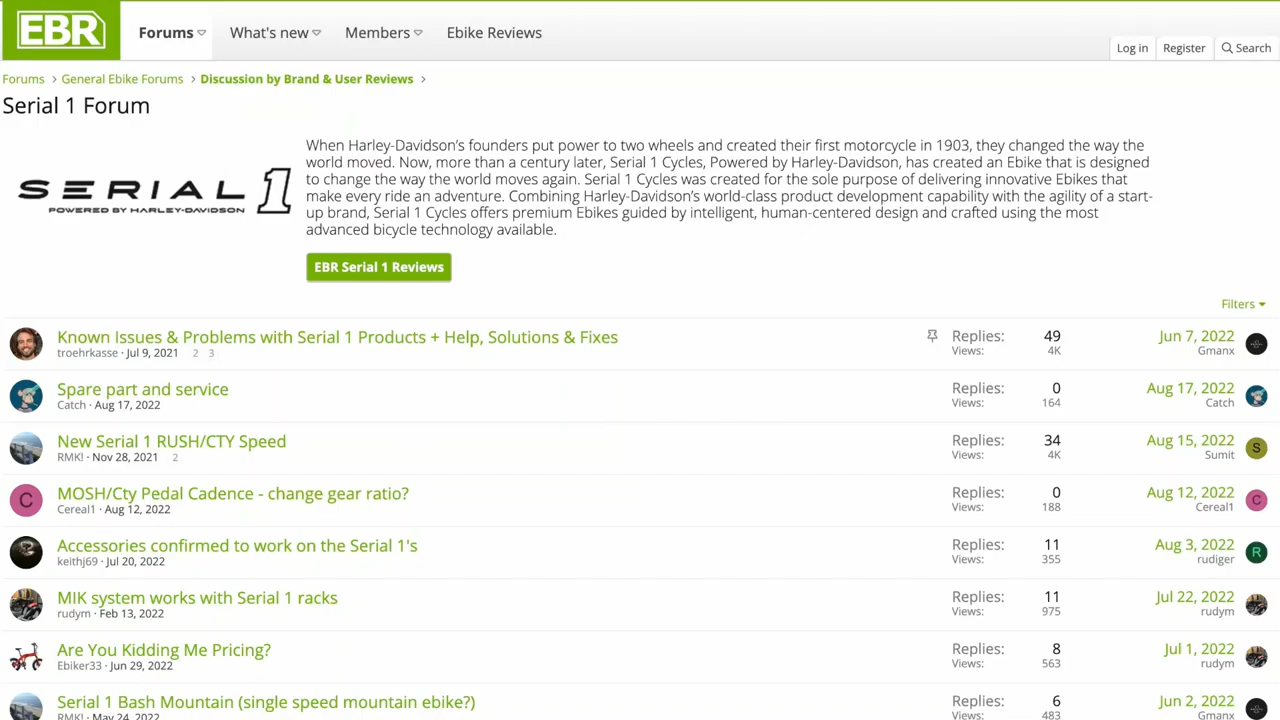 EBR
Forums
What's new
Members
Ebike Reviews
Log in
Register
Search
Forums > General Ebike Forums > Discussion by Brand & User Reviews >
Serial 1 Forum
SERIAL 1
POWERED BY HARLEY-DAVIDSON
When Harley-Davidson’s founders put power to two wheels and created their first motorcycle in 1903, they changed the way the
world moved. Now, more than a century later, Serial 1 Cycles, Powered by Harley-Davidson, has created an Ebike that is designed
to change the way the world moves again. Serial 1 Cycles was created for the sole purpose of delivering innovative Ebikes that
make every ride an adventure. Combining Harley-Davidson’s world-class product development capability with the agility of a start-
up brand, Serial 1 Cycles offers premium Ebikes guided by intelligent, human-centered design and crafted using the most
advanced bicycle technology available.
EBR Serial 1 Reviews
Filters
Known Issues & Problems with Serial 1 Products + Help, Solutions & Fixes
troehrkasse · Jul 9, 2021 2 3
Replies: 49
Views: 4K
Jun 7, 2022
Gmanx
Spare part and service
Catch · Aug 17, 2022
Replies: 0
Views: 164
Aug 17, 2022
Catch
New Serial 1 RUSH/CTY Speed
RMK! · Nov 28, 2021 2
Replies: 34
Views: 4K
Aug 15, 2022
Sumit
S
C
MOSH/Cty Pedal Cadence - change gear ratio?
Cereal1 · Aug 12, 2022
Replies: 0
Views: 188
Aug 12, 2022
Cereal1
C
Accessories confirmed to work on the Serial 1's
keithj69 · Jul 20, 2022
Replies: 11
Views: 355
Aug 3, 2022
rudiger
R
MIK system works with Serial 1 racks
rudym · Feb 13, 2022
Replies: 11
Views: 975
Jul 22, 2022
rudym
Are You Kidding Me Pricing?
Ebiker33 · Jun 29, 2022
Replies: 8
Views: 563
Jul 1, 2022
rudym
Serial 1 Bash Mountain (single speed mountain ebike?)
RMK! · May 24, 2022
Replies: 6
Views: 483
Jun 2, 2022
Gmanx